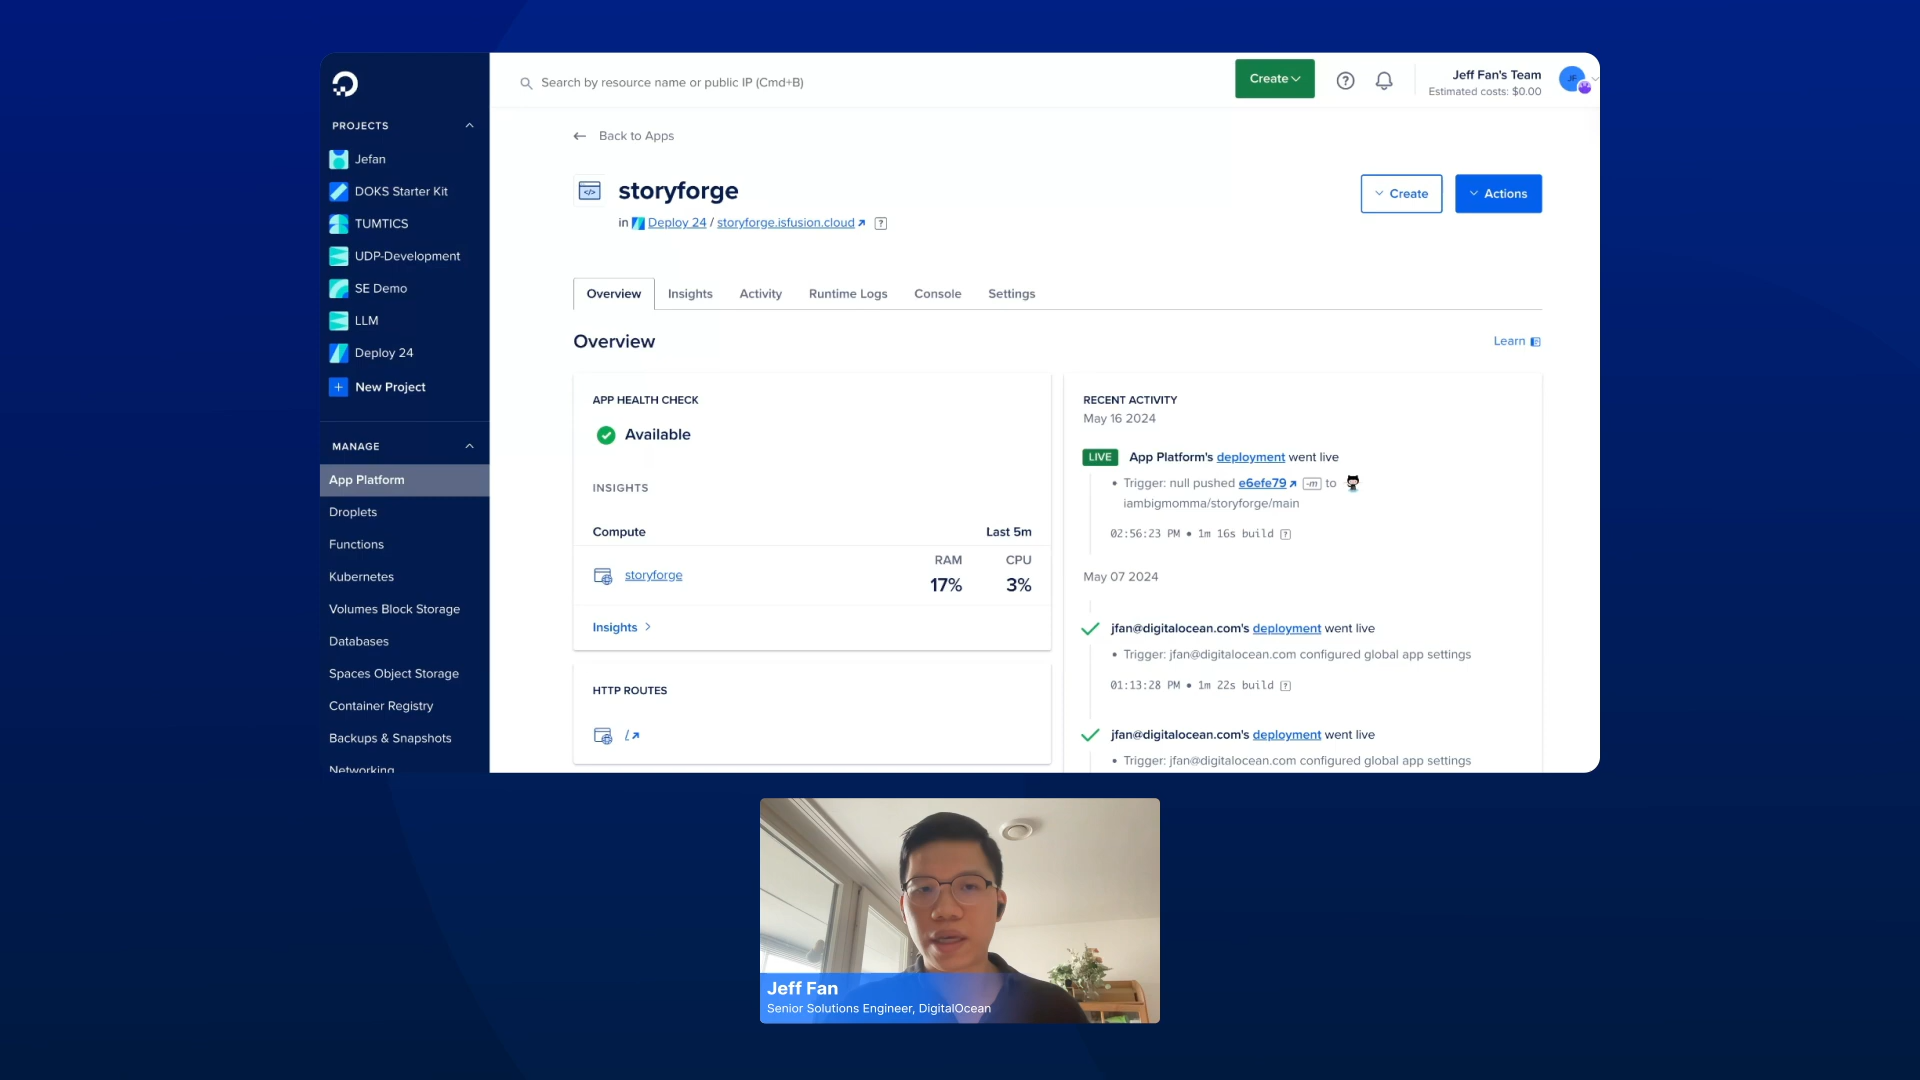 PROJECTS
Jefan
DOKS Starter Kit
TUMTICS
UDP-Development
SE Demo
LLM
Deploy 24
New Project
MANAGE
App Platform
Droplets
Functions
Kubernetes
Volumes Block Storage
Databases
Spaces Object Storage
Container Registry
Backups & Snapshots
Networking
Search by resource name or public IP (Cmd+B)
Create
Jeff Fan's Team
Estimated costs: $0.00
JF
Back to Apps
storyforge
in Deploy 24 / storyforge.isfusion.cloud ?
Create
Actions
Overview Insights Activity Runtime Logs Console Settings
Overview
Learn
APP HEALTH CHECK
Available
INSIGHTS
Compute Last 5m
RAM CPU
storyforge 17% 3%
Insights
HTTP ROUTES
/
RECENT ACTIVITY
May 16 2024
LIVE App Platform's deployment went live
• Trigger: null pushed e6efe79 -m to
iambigmomma/storyforge/main
02:56:23 PM • 1m 16s build ?
May 07 2024
jfan@digitalocean.com's deployment went live
• Trigger: jfan@digitalocean.com configured global app settings
01:13:28 PM • 1m 22s build ?
jfan@digitalocean.com's deployment went live
• Trigger: jfan@digitalocean.com configured global app settings
Jeff Fan
Senior Solutions Engineer, DigitalOcean